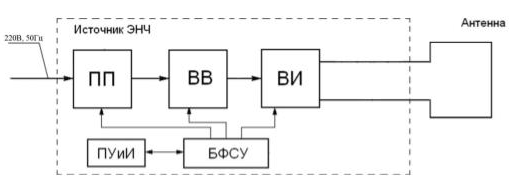 Источник ЭНЧ
Антенна
220В, 50Гц
ПП
ВВ
ВИ
ПУиИ
БФСУ